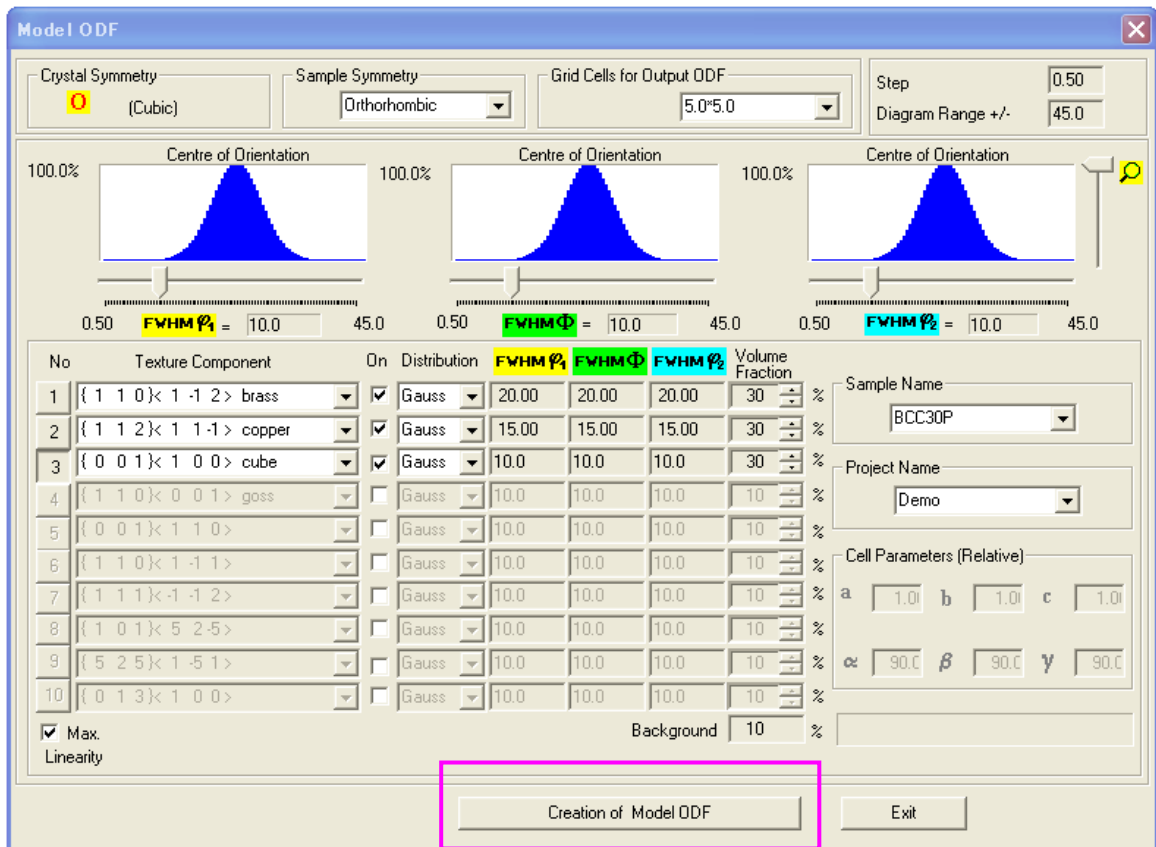 Model ODF
Crystal Symmetry
O (Cubic)
Sample Symmetry
Orthorhombic
Grid Cells for Output ODF
5.0*5.0
Step 0.50
Diagram Range +/- 45.0
Centre of Orientation Centre of Orientation Centre of Orientation
100.0% 100.0% 100.0%
0.50 FWHM φ1 = 10.0 45.0 0.50 FWHM Φ = 10.0 45.0 0.50 FWHM φ2 = 10.0 45.0
No Texture Component On Distribution FWHM φ1 FWHM Φ FWHM φ2 Volume Fraction
1 { 1 1 0}< 1 -1 2> brass Gauss 20.00 20.00 20.00 30 %
2 { 1 1 2}< 1 1 -1> copper Gauss 15.00 15.00 15.00 30 %
3 { 0 0 1}< 1 0 0> cube Gauss 10.0 10.0 10.0 30 %
4 { 1 1 0}< 0 0 1> goss Gauss 10.0 10.0 10.0 10 %
5 { 0 0 1}< 1 1 0> Gauss 10.0 10.0 10.0 10 %
6 { 1 1 0}< 1 -1 1> Gauss 10.0 10.0 10.0 10 %
7 { 1 1 1}< -1 -1 2> Gauss 10.0 10.0 10.0 10 %
8 { 1 0 1}< 5 2 -5> Gauss 10.0 10.0 10.0 10 %
9 { 5 2 5}< 1 -5 1> Gauss 10.0 10.0 10.0 10 %
10 { 0 1 3}< 1 0 0> Gauss 10.0 10.0 10.0 10 %
Max.
Linearity
Background 10 %
Sample Name
BCC30P
Project Name
Demo
Cell Parameters (Relative)
a 1.0 b 1.0 c 1.0
α 90.0 β 90.0 γ 90.0
Creation of Model ODF
Exit